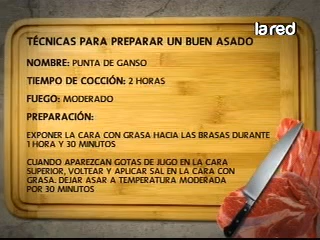 la red
TÉCNICAS PARA PREPARAR UN BUEN ASADO
NOMBRE: PUNTA DE GANSO
TIEMPO DE COCCIÓN: 2 HORAS
FUEGO: MODERADO
PREPARACIÓN:
EXPONER LA CARA CON GRASA HACIA LAS BRASAS DURANTE
1 HORA Y 30 MINUTOS
CUANDO APAREZCAN GOTAS DE JUGO EN LA CARA
SUPERIOR, VOLTEAR Y APLICAR SAL EN LA CARA CON
GRASA. DEJAR ASAR A TEMPERATURA MODERADA
POR 30 MINUTOS